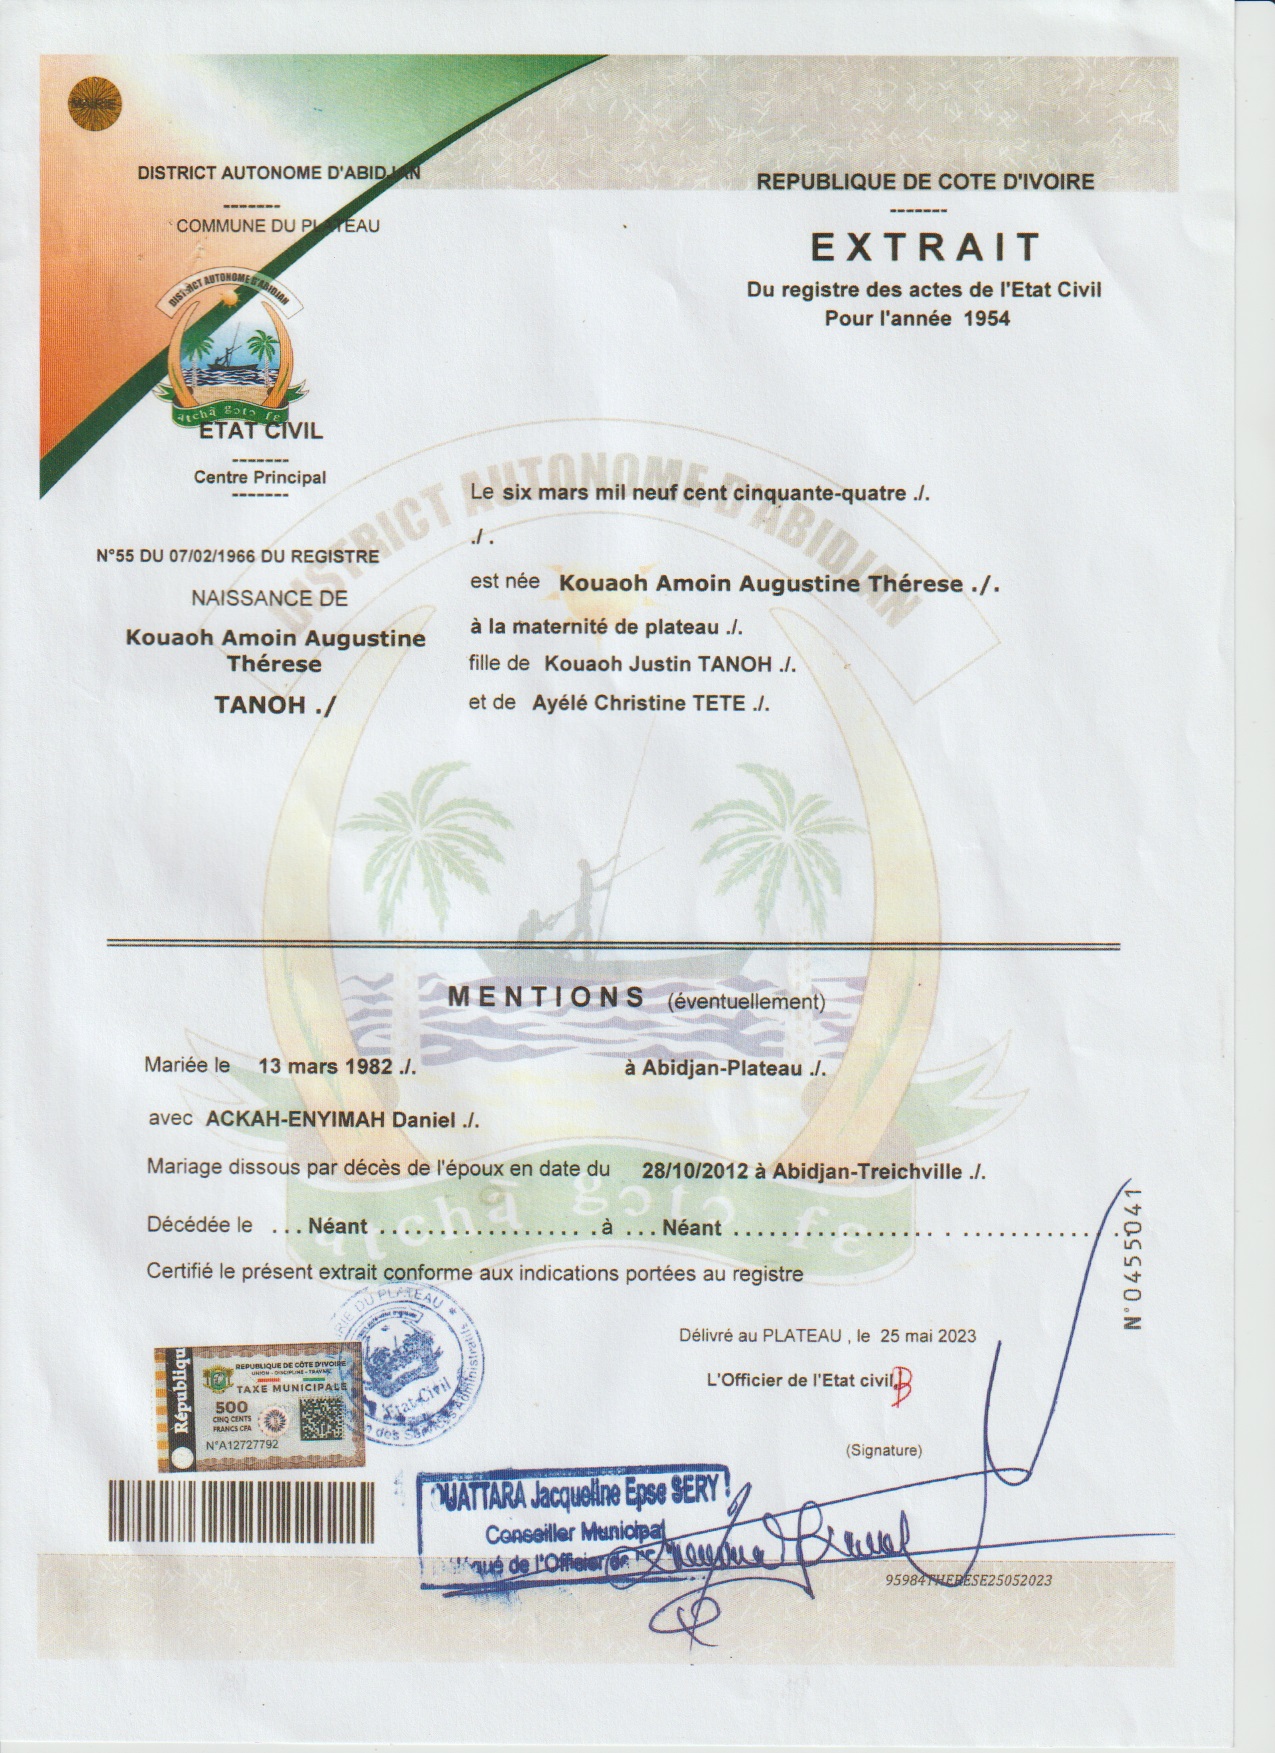 MAIRIE
DISTRICT AUTONOME D'ABIDJAN
-------
COMMUNE DU PLATEAU
DISTRICT AUTONOME D'ABIDJAN
atchã gɔtɔ fɛ
ETAT CIVIL
-------
Centre Principal
-------
REPUBLIQUE DE COTE D'IVOIRE
-------
EXTRAIT
Du registre des actes de l'Etat Civil
Pour l'année 1954
N°55 DU 07/02/1966 DU REGISTRE
NAISSANCE DE
Kouaoh Amoin Augustine
Thérese
TANOH ./
DISTRICT AUTONOME D'ABIDJAN
Le six mars mil neuf cent cinquante-quatre ./.
./ .
est née Kouaoh Amoin Augustine Thérese ./.
à la maternité de plateau ./.
fille de Kouaoh Justin TANOH ./.
et de Ayélé Christine TETE ./.
MENTIONS (éventuellement)
Mariée le 13 mars 1982 ./. à Abidjan-Plateau ./.
avec ACKAH-ENYIMAH Daniel ./.
Mariage dissous par décès de l'époux en date du 28/10/2012 à Abidjan-Treichville ./.
atchã gɔtɔ fɛ
Décédée le ... Néant .................. .à ... Néant ................. . ...............
Certifié le présent extrait conforme aux indications portées au registre
N°0455041
Délivré au PLATEAU , le 25 mai 2023
L'Officier de l'Etat civil
(Signature)
RIE DU PLATEAU
Etat-Civil
des Services Administratifs
Républiqu
REPUBLIQUE DE CÔTE D'IVOIRE
UNION - DISCIPLINE - TRAVAIL
TAXE MUNICIPALE
500
CINQ CENTS
FRANCS CFA
N°A12727792
OUATTARA Jacqueline Epse SERY
Conseiller Municipal
de l'Officier de
95984THERESE25052023